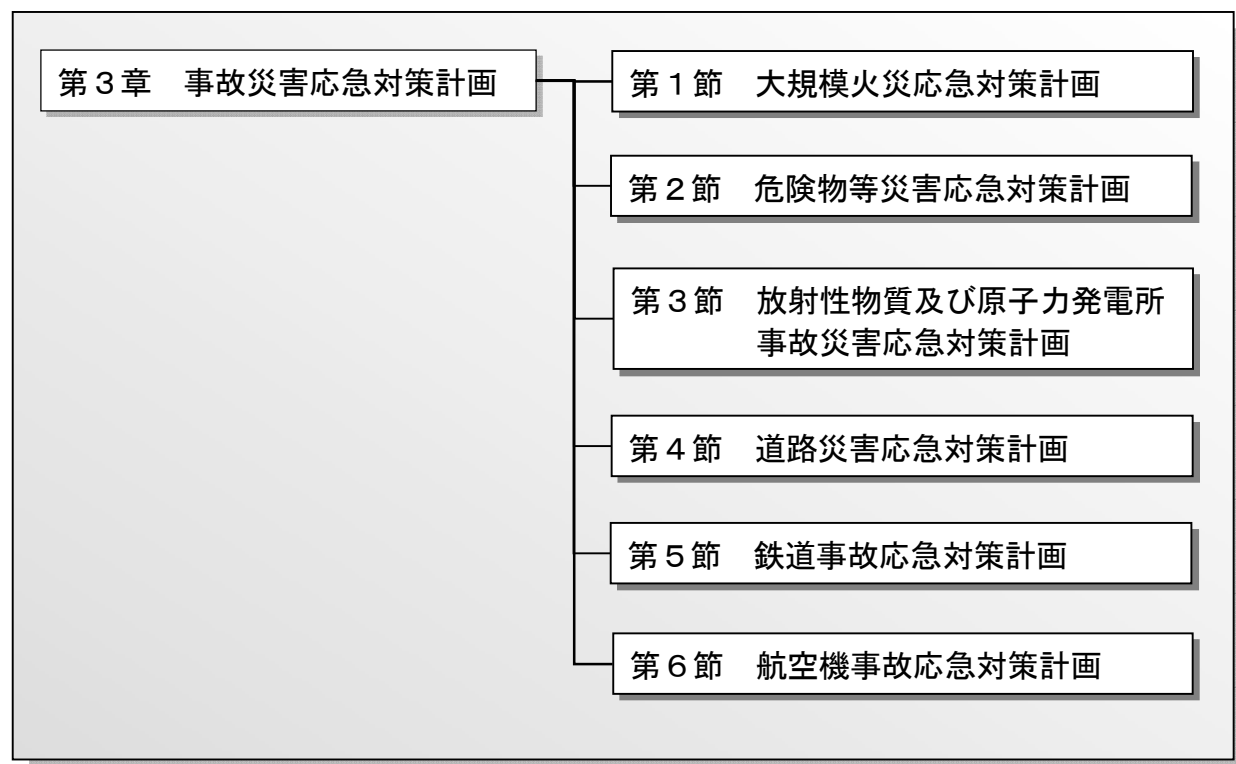 第３章　事故災害応急対策計画
第１節　大規模火災応急対策計画
第２節　危険物等災害応急対策計画
第３節　放射性物質及び原子力発電所
事故災害応急対策計画
第４節　道路災害応急対策計画
第５節　鉄道事故応急対策計画
第６節　航空機事故応急対策計画